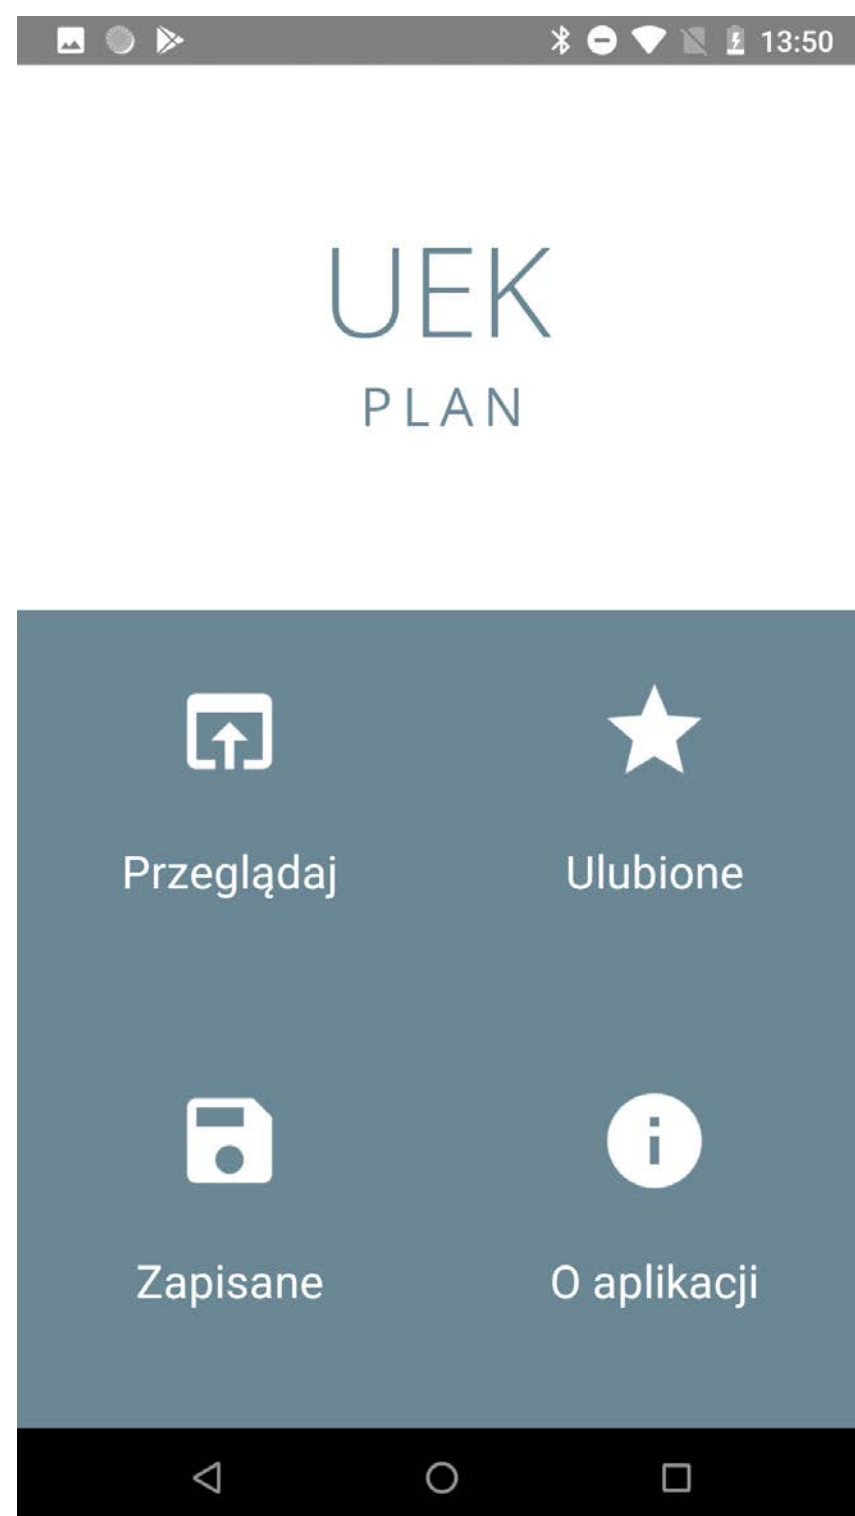 13:50
UEK
PLAN
Przeglądaj
Ulubione
Zapisane
O aplikacji